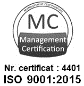 MC
Management
Certification
Nr. certificat : 4401
ISO 9001:2015